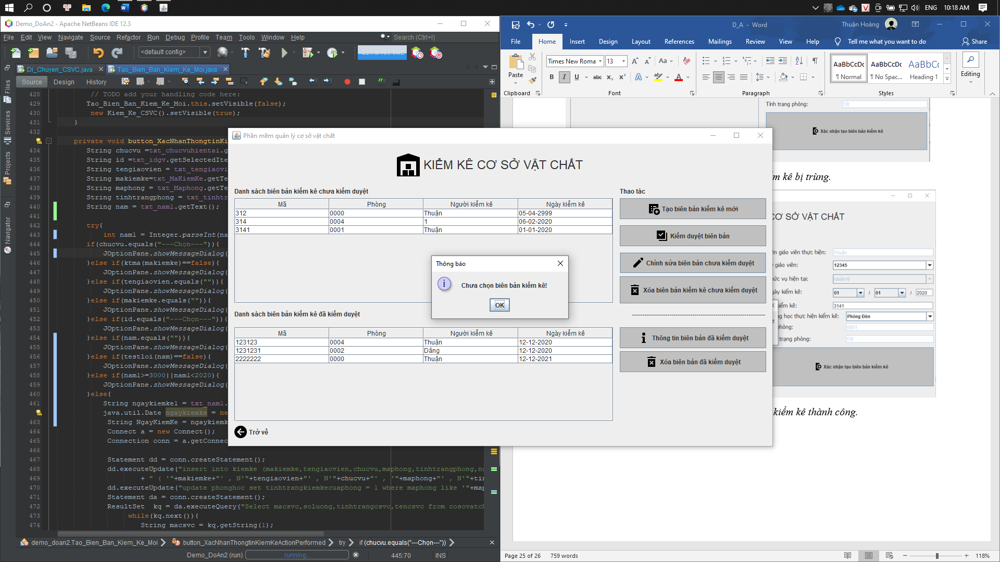 ENG
10:18 AM
Demo_DoAn2 - Apache NetBeans IDE 12.3
File Edit View Navigate Source Refactor Run Debug Profile Team Tools Window Help
Search (Ctrl+I)
<default config>
Di_Chuyen_CSVC.java
Tao_Bien_Ban_Kiem_Ke_Moi.java
Source Design History
Files
Services
Projects
Navigator
428 // TODO add your handling code here:
429 Tao_Bien_Ban_Kiem_Ke_Moi.this.setVisible(false);
430 new Kiem_Ke_CSVC().setVisible(true);
431 }
432
private void button_XacNhanThongtinKi
434 String chucvu =txt_chucvuhientai.g
435 String id =txt_idgv.getSelectedIte
436 String tengiaovien = txt_tengiaovi
437 String makiemke=txt_MaKiemKe.getTe
438 String maphong = txt_Maphong.getTe
439 String tinhtrangphong = txt_tinhtr
440 String nam = txt_nam1.getText();
441
442 try{
443 int nam1 = Integer.parseInt(na
444 if(chucvu.equals("---Chọn---")){
445 JOptionPane.showMessageDialog(
446 }else if(ktma(makiemke)==false){
447 JOptionPane.showMessageDialog(
448 }else if(tengiaovien.equals("")){
449 JOptionPane.showMessageDialog(
450 }else if(makiemke.equals("")){
451 JOptionPane.showMessageDialog(
452 }else if(id.equals("---Chọn---")){
453 JOptionPane.showMessageDialog(
454 }else if(nam.equals("")){
455 JOptionPane.showMessageDialog(
456 }else if(testloi(nam)==false){
457 JOptionPane.showMessageDialog(
458 }else if(nam1>=3000||nam1<2020){
459 JOptionPane.showMessageDialog(
460 }else{
461 String ngaykiemke1 = txt_nam1.
java.util.Date ngaykiemke = new
463 String NgayKiemKe = ngaykiemk
464 Connect a = new Connect();
465 Connection conn = a.getConnec
466
467 Statement dd = conn.createStatement();
468 dd.executeUpdate("insert into kiemke (makiemke,tengiaovien,chucvu,maphong,tinhtrangphong,ng
469 + " ( '"+makiemke+"' , N'"+tengiaovien+"' , N'"+chucvu+"' , '"+maphong+"' , N'"+tin
470 dd.executeUpdate("update phonghoc set tinhtrangkiemkecuaphong = 1 where maphong like '"+map
471 Statement da = conn.createStatement();
472 ResultSet kq = da.executeQuery("Select macsvc,soluong,tinhtrangcsvc,tencsvc from cosovatch
473 while(kq.next()){
474 String macsvc = kq.getString(1);
demo_doan2.Tao_Bien_Ban_Kiem_Ke_Moi
button_XacNhanThongtinKiemKeActionPerformed
try
if (chucvu.equals("---Chọn---"))
Demo_DoAn2 (run)
running...
445:70
INS
Phần mềm quản lý cơ sở vật chất
KIỂM KÊ CƠ SỞ VẬT CHẤT
Danh sách biên bản kiểm kê chưa kiểm duyệt
Mã Phòng Người kiểm kê Ngày kiểm kê
312 0000 Thuận 05-04-2999
314 0004 1 06-02-2020
3141 0001 Thuận 01-01-2020
Danh sách biên bản kiểm kê đã kiểm duyệt
Mã Phòng Người kiểm kê Ngày kiểm kê
123123 0004 Thuận 12-12-2020
1231231 0002 Dâng 12-12-2020
2222222 0000 Thuận 12-12-2021
Trở về
Thao tác
Tạo biên bản kiểm kê mới
Kiểm duyệt biên bản
Chỉnh sửa biên bản chưa kiểm duyệt
Xóa biên bản kiểm kê chưa kiểm duyệt
Thông tin biên bản đã kiểm duyệt
Xóa biên bản đã kiểm duyệt
Thông báo
Chưa chọn biên bản kiểm kê!
OK
D_A - Word
Thuận Hoàng
File Home Insert Design Layout References Mailings Review View Help
Tell me what you want to do
Share
Paste
Times New Roma
13
Clipboard
Font
Paragraph
Styles
AaBbCcDc
¶ Normal
AaBbCcDc
¶ No Spac...
AaBbCc
Heading 1
Editing
Tình trạng phòng:
Tốt
Xác nhận tạo biên bản kiểm kê
m kê bị trùng.
CƠ SỞ VẬT CHẤT
n giáo viên thực hiện: Thuận
giáo viên: 12345
ức vụ hiện tại: Quản lý
ày kiểm kê: 01 / 01 / 2020
iểm kê: 3141
ng học thực hiện kiểm kê: Phòng Đèn
phòng: 0001
trạng phòng: Tốt
Xác nhận tạo biên bản kiểm kê
kiểm kê thành công.
Page 25 of 26
759 words
118%